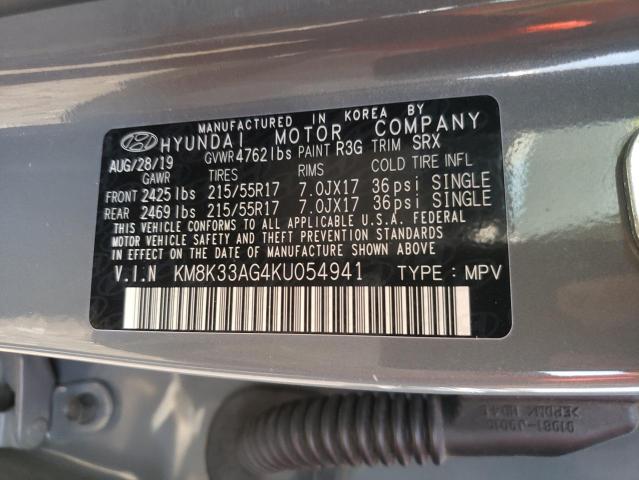 MANUFACTURED IN KOREA BY
HYUNDAI MOTOR COMPANY
AUG/28/19 GVWR4762lbs PAINT R3G TRIM SRX
GAWR TIRES RIMS COLD TIRE INFL
FRONT 2425 lbs 215/55R17 7.0JX17 36 psi SINGLE
REAR 2469 lbs 215/55R17 7.0JX17 36 psi SINGLE
THIS VEHICLE CONFORMS TO ALL APPLICABLE U.S.A. FEDERAL
MOTOR VEHICLE SAFETY AND THEFT PREVENTION STANDARDS
IN EFFECT ON THE DATE OF MANUFACTURE SHOWN ABOVE.
V.I.N KM8K33AG4KU054941 TYPE : MPV